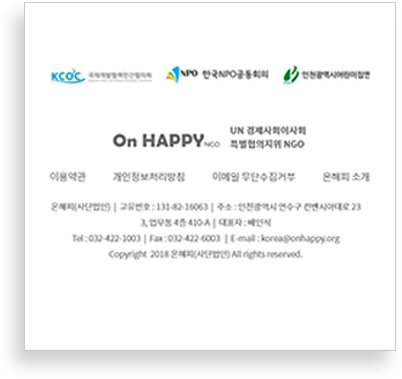 KCOC 국제개발협력민간협의회 NPO 한국NPO공동회의 인천광역시어린이집연
On HAPPY NGO UN 경제사회이사회
특별협의지위 NGO
이용약관 개인정보처리방침 이메일 무단수집거부 온해피 소개
온해피(사단법인) | 고유번호 : 131-82-16063 | 주소 : 인천광역시 연수구 컨벤시아대로 23
3, 업무동 4층 410-A | 대표자 : 배인식
Tel : 032-422-1003 | Fax : 032-422-6003 | E-mail : korea@onhappy.org
Copyright 2018 온해피(사단법인) All rights reserved.